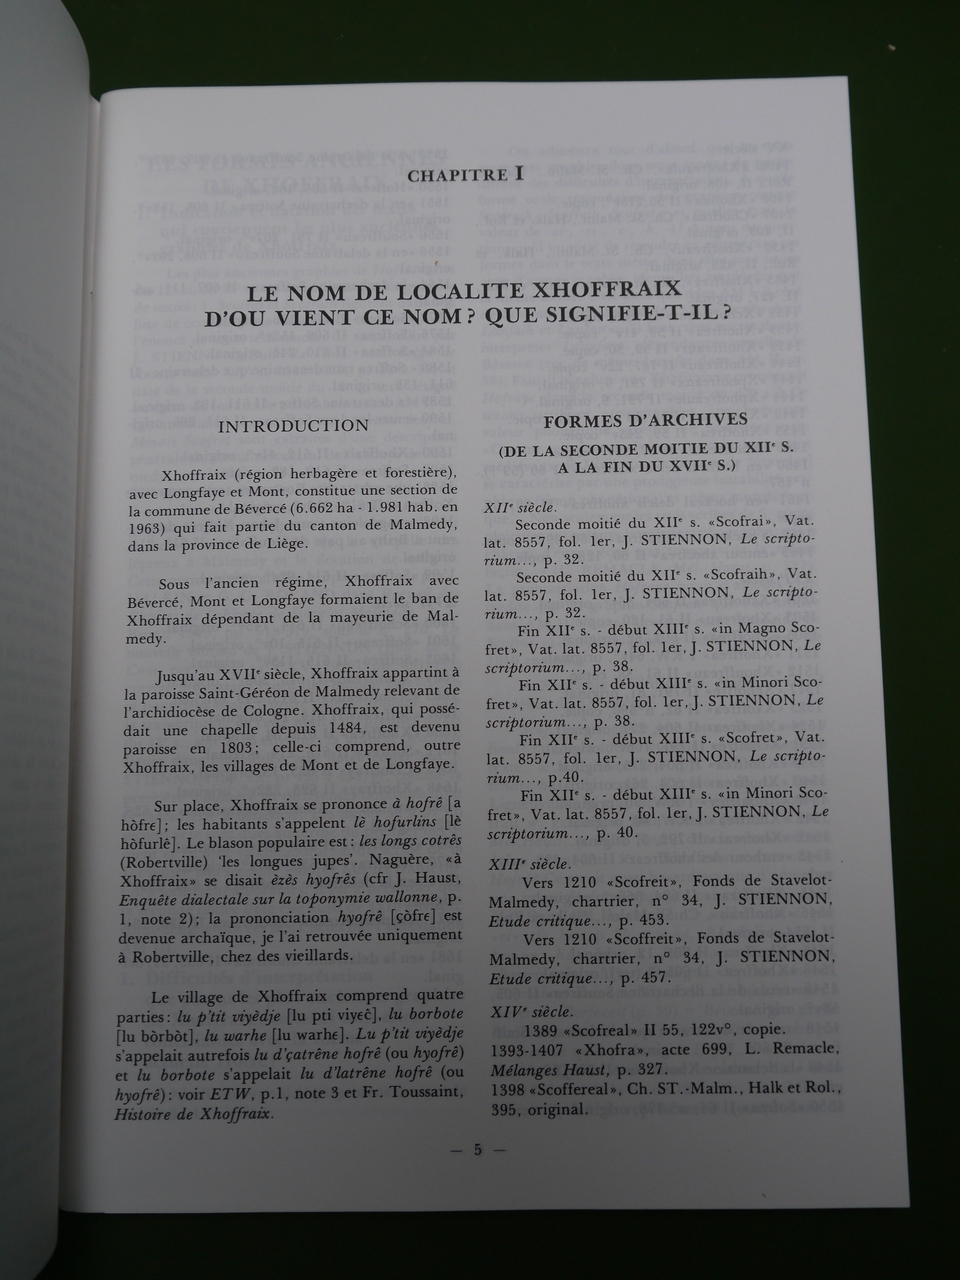 CHAPITRE I
LE NOM DE LOCALITE XHOFFRAIX
D'OU VIENT CE NOM? QUE SIGNIFIE-T-IL?
INTRODUCTION
Xhoffraix (région herbagère et forestière),
avec Longfaye et Mont, constitue une section de
la commune de Bévercé (6.662 ha - 1.981 hab. en
1963) qui fait partie du canton de Malmedy,
dans la province de Liège.
Sous l'ancien régime, Xhoffraix avec
Bévercé, Mont et Longfaye formaient le ban de
Xhoffraix dépendant de la mayeurie de Mal-
medy.
Jusqu'au XVIIe siècle, Xhoffraix appartint à
la paroisse Saint-Géréon de Malmedy relevant de
l'archidiocèse de Cologne. Xhoffraix, qui possé-
dait une chapelle depuis 1484, est devenu
paroisse en 1803; celle-ci comprend, outre
Xhoffraix, les villages de Mont et de Longfaye.
Sur place, Xhoffraix se prononce à hofrê [a
hòfrɛ]; les habitants s'appelent lè hofurlins [lè
hòfurlẽ]. Le blason populaire est: les longs cotrês
(Robertville) 'les longues jupes'. Naguère, «à
Xhoffraix» se disait èzès hyofrês (cfr J. Haust,
Enquête dialectale sur la toponymie wallonne, p.
1, note 2); la prononciation hyofrê [çòfrɛ] est
devenue archaïque, je l'ai retrouvée uniquement
à Robertville, chez des vieillards.
Le village de Xhoffraix comprend quatre
parties: lu p'tit viyèdje [lu pti viyɛĉ], lu borbote
[lu bòrbòt], lu warhe [lu warhɛ]. Lu p'tit viyèdje
s'appelait autrefois lu d'çatrêne hofrê (ou hyofrê)
et lu borbote s'appelait lu d'latrêne hofrê (ou
hyofrê): voir ETW, p.1, note 3 et Fr. Toussaint,
Histoire de Xhoffraix.
FORMES D'ARCHIVES
(DE LA SECONDE MOITIE DU XIIe S.
A LA FIN DU XVIIe S.)
XIIe siècle.
Seconde moitié du XIIe s. «Scofrai», Vat.
lat. 8557, fol. 1er, J. STIENNON, Le scripto-
rium..., p. 32.
Seconde moitié du XIIe s. «Scofraih», Vat.
lat. 8557, fol. 1er, J. STIENNON, Le scripto-
rium..., p. 32.
Fin XIIe s. - début XIIIe s. «in Magno Sco-
fret», Vat. lat. 8557, fol. 1er, J. STIENNON, Le
scriptorium..., p. 38.
Fin XIIe s. - début XIIIe s. «in Minori Sco-
fret», Vat. lat. 8557, fol. 1er, J. STIENNON, Le
scriptorium..., p. 38.
Fin XIIe s. - début XIIIe s. «Scofret», Vat.
lat. 8557, fol. 1er, J. STIENNON, Le scripto-
rium..., p.40.
Fin XIIe s. - début XIIIe s. «in Minori Sco-
fret», Vat. lat. 8557, fol. 1er, J. STIENNON, Le
scriptorium..., p. 40.
XIIIe siècle.
Vers 1210 «Scofreit», Fonds de Stavelot-
Malmedy, chartrier, n° 34, J. STIENNON,
Etude critique..., p. 453.
Vers 1210 «Scoffreit», Fonds de Stavelot-
Malmedy, chartrier, n° 34, J. STIENNON,
Etude critique..., p. 457.
XIVe siècle.
1389 «Scofreal» II 55, 122v°, copie.
1393-1407 «Xhofra», acte 699, L. Remacle,
Mélanges Haust, p. 327.
1398 «Scoffereal», Ch. ST.-Malm., Halk et Rol.,
395, original.
— 5 —